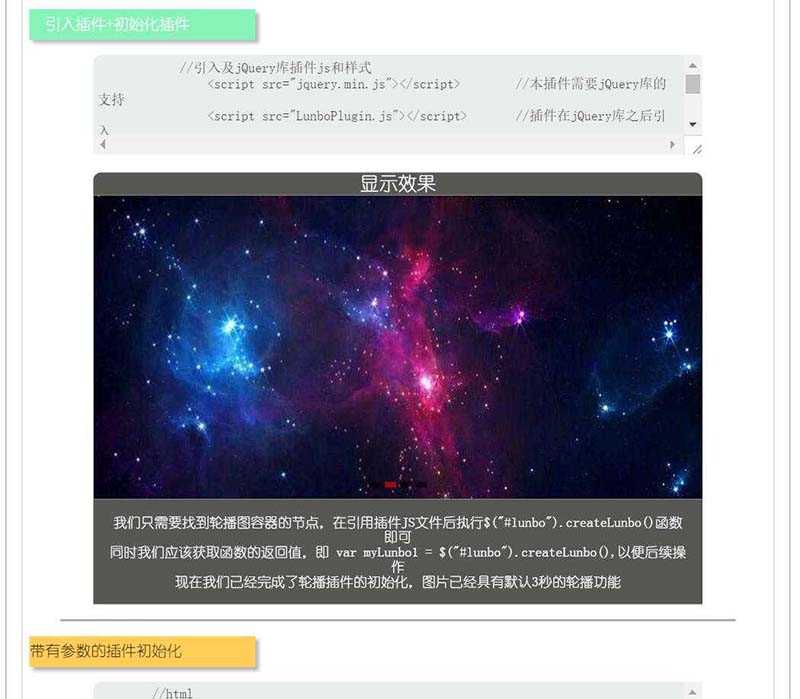 引入插件+初始化插件
//引入及jQuery库插件js和样式
<script src="jquery.min.js"></script> //本插件需要jQuery库的
支持
<script src="LunboPlugin.js"></script> //插件在jQuery库之后引
入
显示效果
我们只需要找到轮播图容器的节点，在引用插件JS文件后执行$("#lunbo").createLunbo()函数
即可
同时我们应该获取函数的返回值，即 var myLunbo1 = $("#lunbo").createLunbo(),以便后续操
作
现在我们已经完成了轮播插件的初始化，图片已经具有默认3秒的轮播功能
带有参数的插件初始化
//html